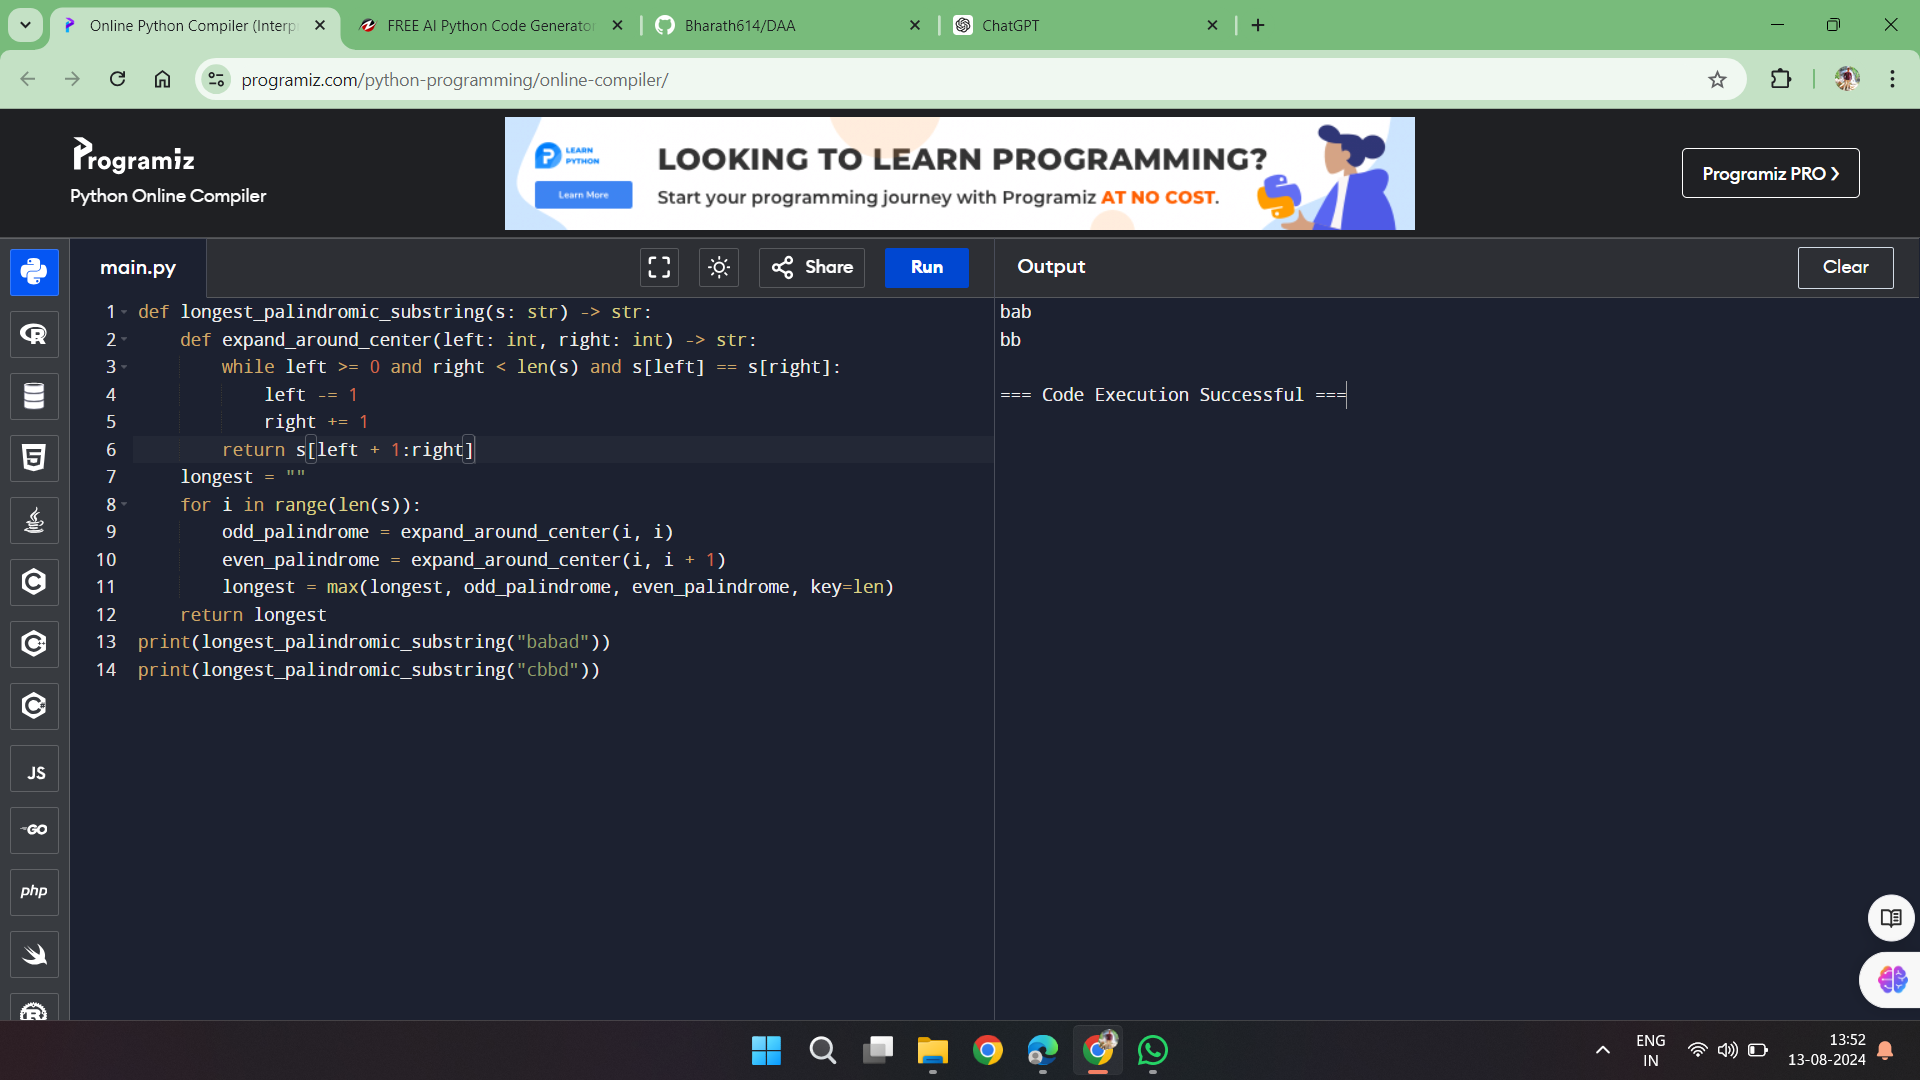 Online Python Compiler (Interp
FREE AI Python Code Generator
Bharath614/DAA
ChatGPT
programiz.com/python-programming/online-compiler/
Programiz
Python Online Compiler
LEARN
PYTHON
Learn More
LOOKING TO LEARN PROGRAMMING?
Start your programming journey with Programiz AT NO COST.
Programiz PRO
main.py
Share
Run
Output
Clear
1 def longest_palindromic_substring(s: str) -> str:
2     def expand_around_center(left: int, right: int) -> str:
3         while left >= 0 and right < len(s) and s[left] == s[right]:
4             left -= 1
5             right += 1
6         return s[left + 1:right]
7     longest = ""
8     for i in range(len(s)):
9         odd_palindrome = expand_around_center(i, i)
10         even_palindrome = expand_around_center(i, i + 1)
11         longest = max(longest, odd_palindrome, even_palindrome, key=len)
12     return longest
13 print(longest_palindromic_substring("babad"))
14 print(longest_palindromic_substring("cbbd"))
bab
bb
=== Code Execution Successful ===
JS
GO
php
ENG
IN
13:52
13-08-2024